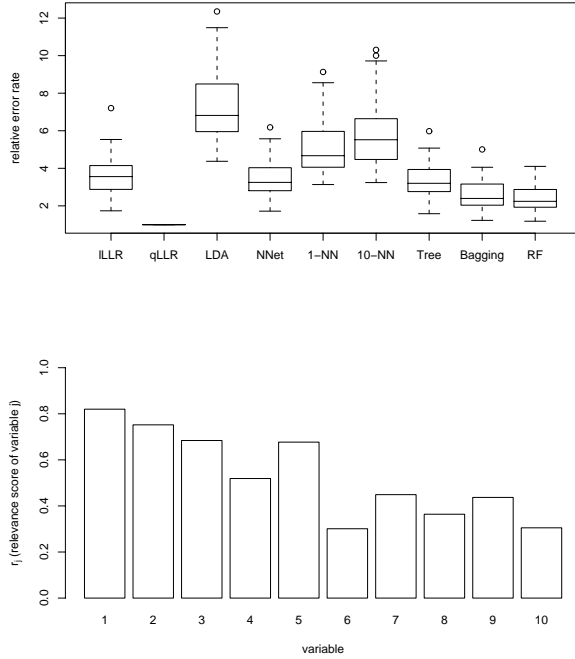 12
10
8
6
4
2
relative error rate
lLLR qLLR LDA NNet 1−NN 10−NN Tree Bagging RF
1.0
0.8
0.6
0.4
0.2
0.0
rj (relevance score of variable j)
1 2 3 4 5 6 7 8 9 10
variable